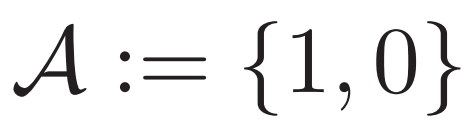 𝒜 := {1, 0}